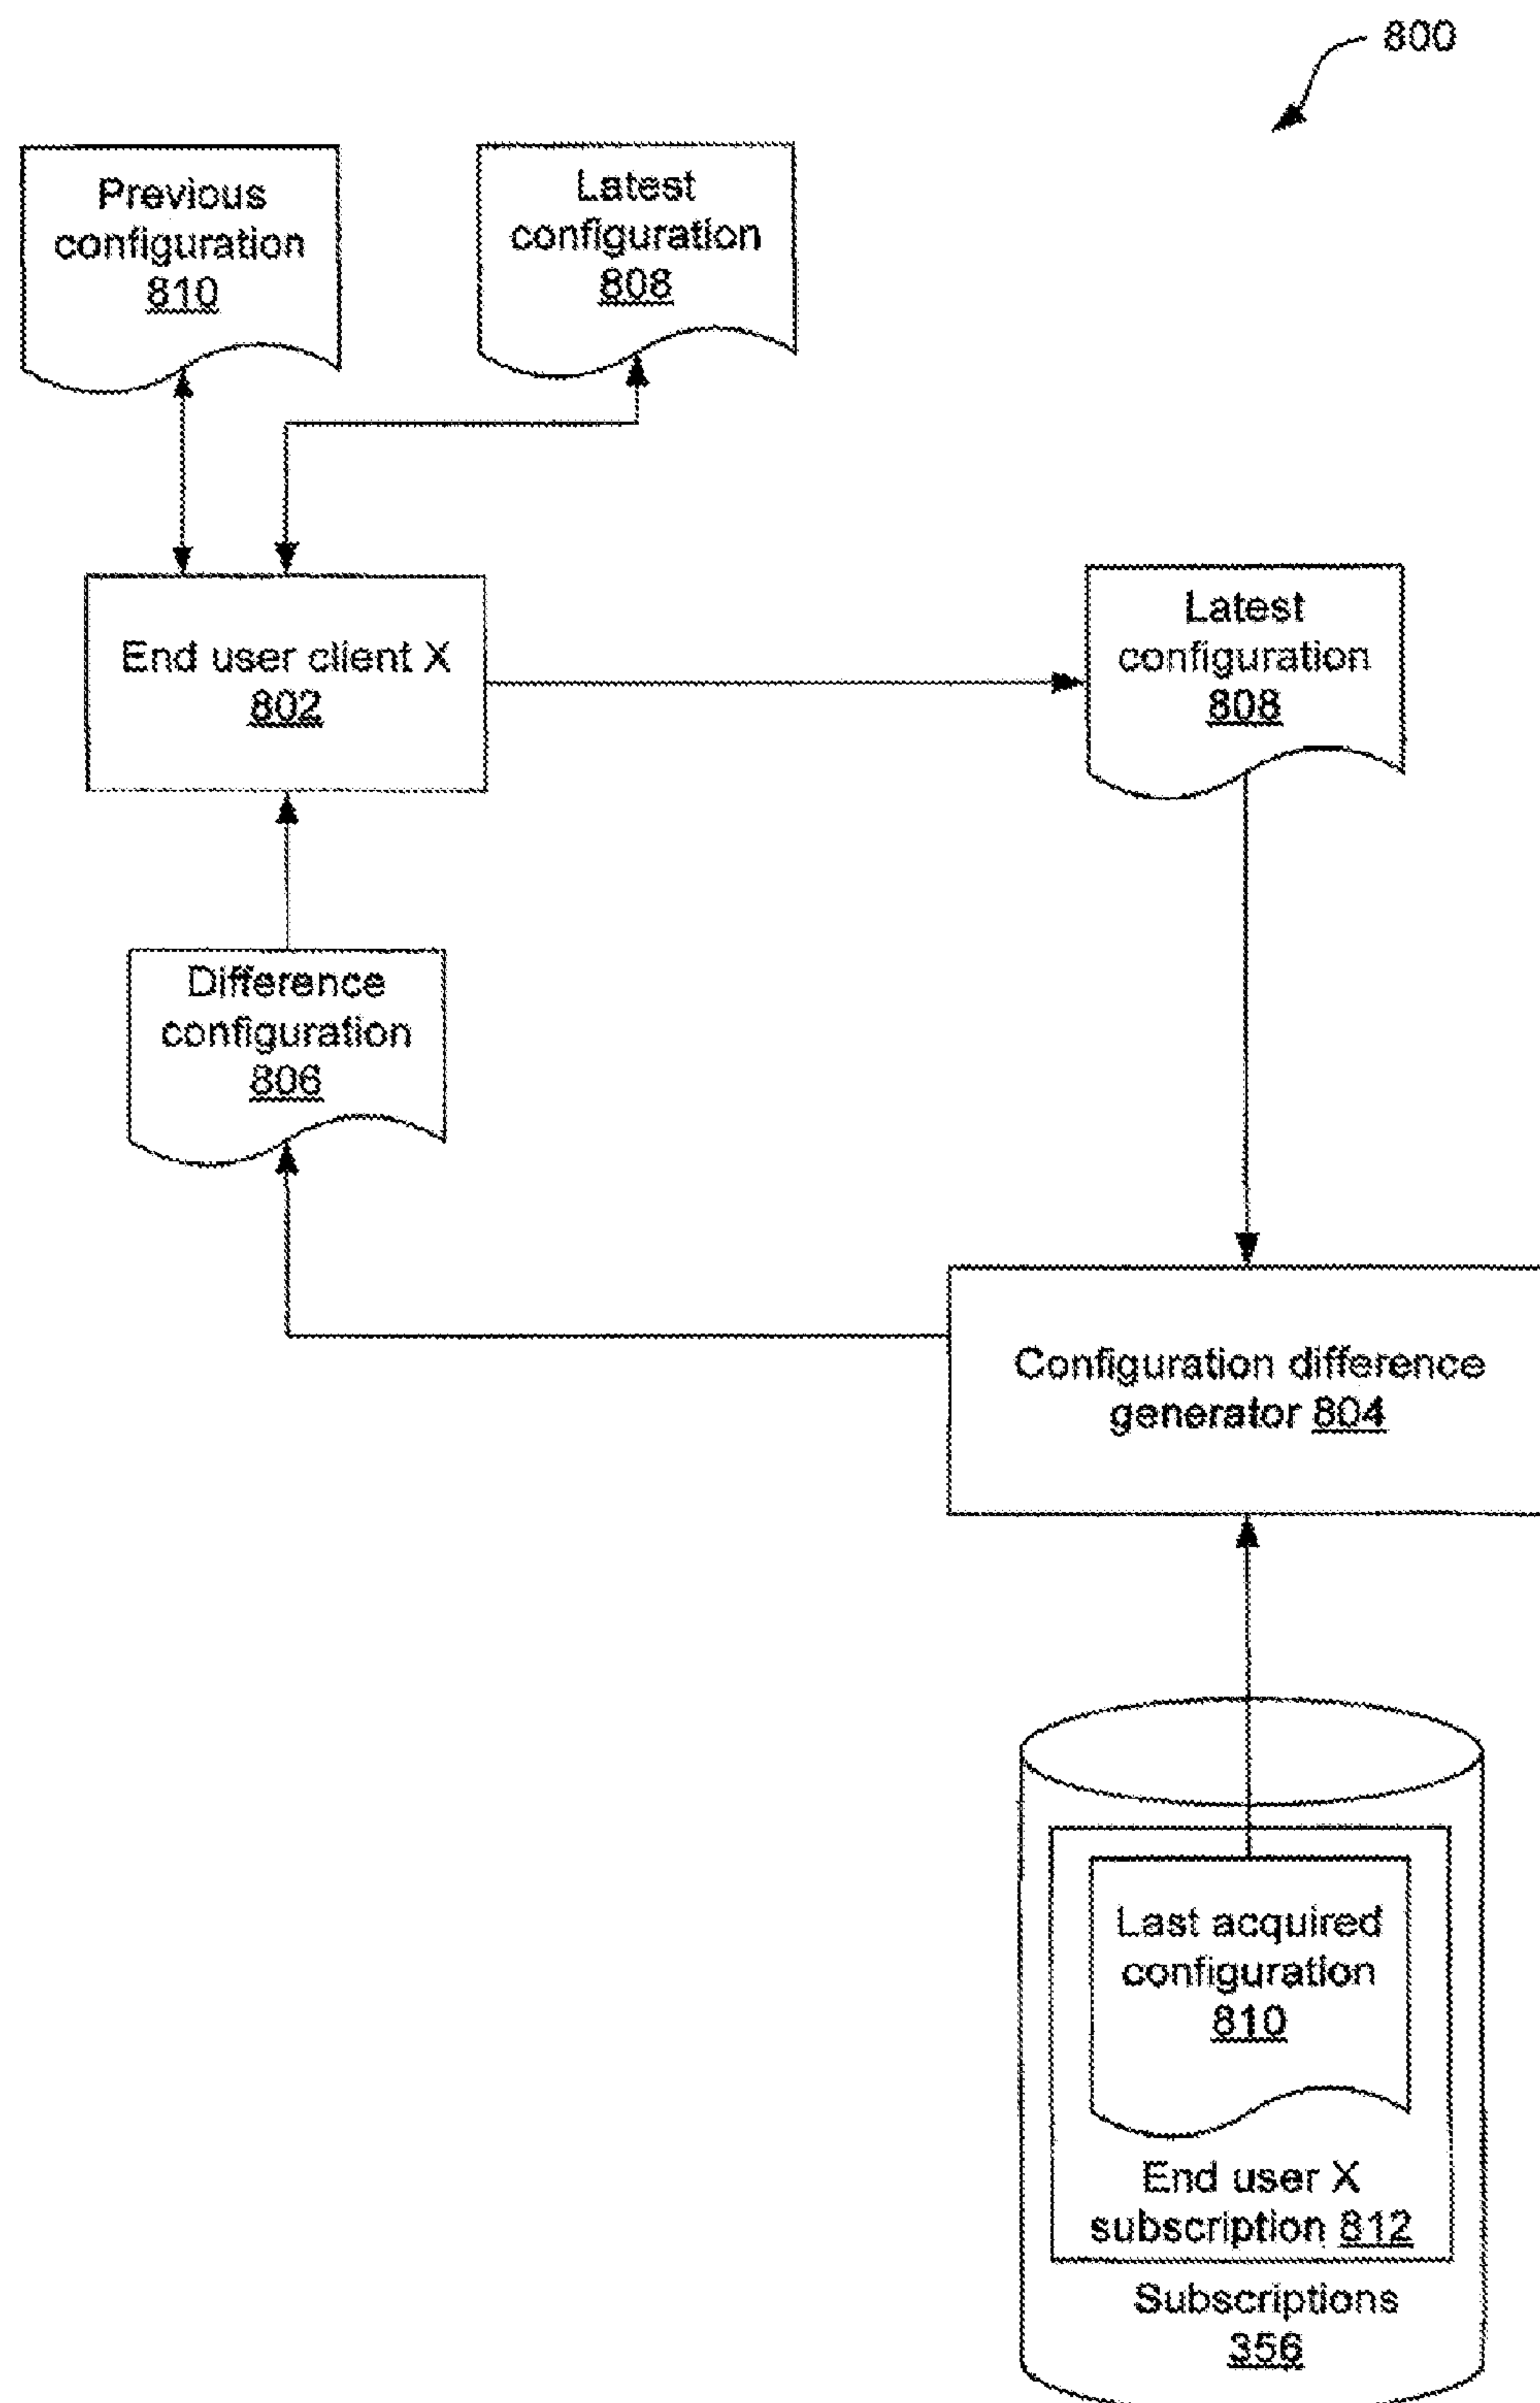 800
Previous
configuration
810
Latest
configuration
808
End user client X
802
Latest
configuration
808
Difference
configuration
806
Configuration difference
generator 804
Last acquired
configuration
810
End user X
subscription 812
Subscriptions
356